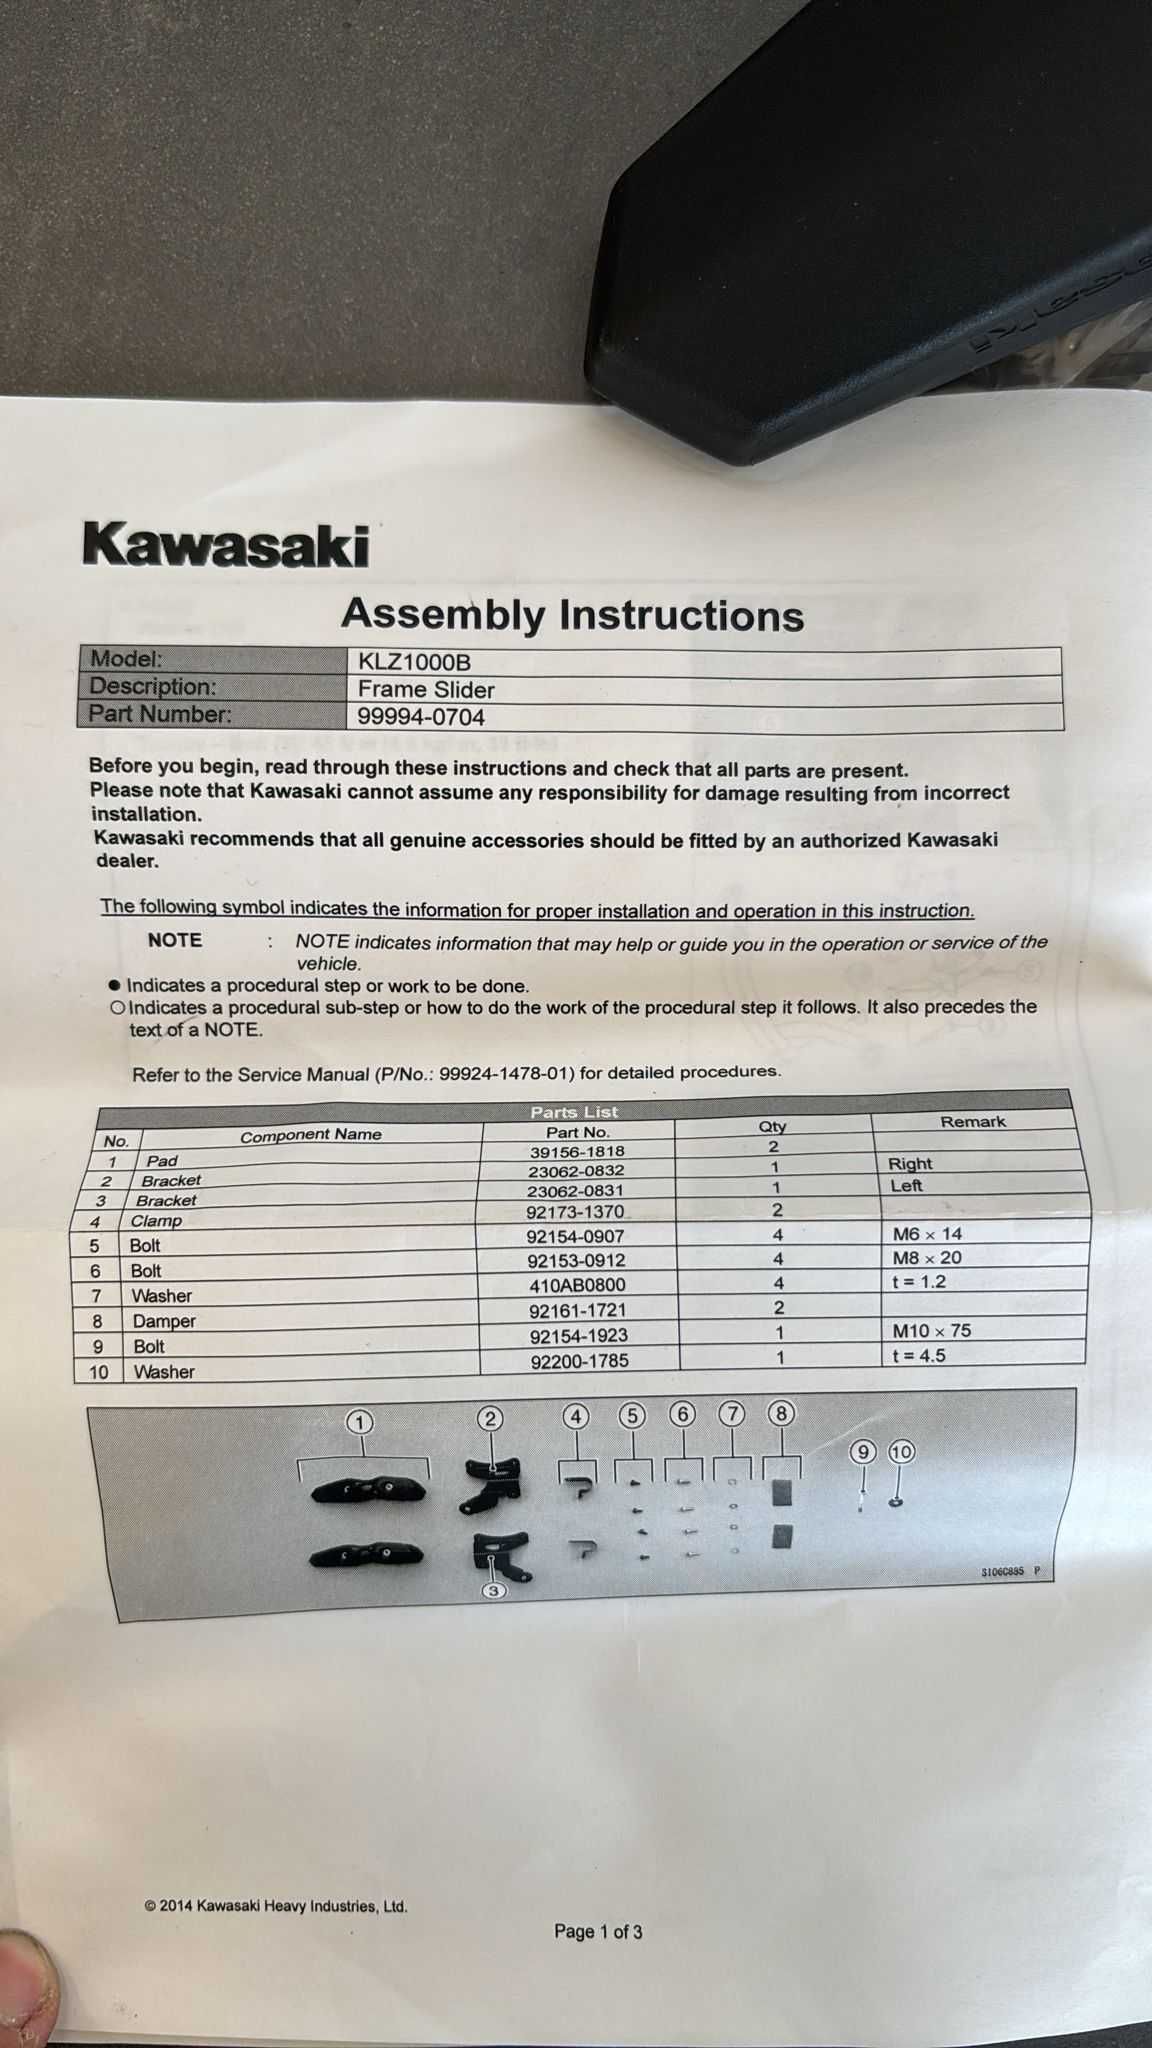 Kawasaki
Kawasaki
Assembly Instructions
Model: KLZ1000B
Description: Frame Slider
Part Number: 99994-0704
Before you begin, read through these instructions and check that all parts are present.
Please note that Kawasaki cannot assume any responsibility for damage resulting from incorrect
installation.
Kawasaki recommends that all genuine accessories should be fitted by an authorized Kawasaki
dealer.
The following symbol indicates the information for proper installation and operation in this instruction.
NOTE : NOTE indicates information that may help or guide you in the operation or service of the
vehicle.
● Indicates a procedural step or work to be done.
○ Indicates a procedural sub-step or how to do the work of the procedural step it follows. It also precedes the
text of a NOTE.
Refer to the Service Manual (P/No.: 99924-1478-01) for detailed procedures.
Parts List
No. Component Name Part No. Qty Remark
1 Pad 39156-1818 2
2 Bracket 23062-0832 1 Right
3 Bracket 23062-0831 1 Left
4 Clamp 92173-1370 2
5 Bolt 92154-0907 4 M6 × 14
6 Bolt 92153-0912 4 M8 × 20
7 Washer 410AB0800 4 t = 1.2
8 Damper 92161-1721 2
9 Bolt 92154-1923 1 M10 × 75
10 Washer 92200-1785 1 t = 4.5
1 2 4 5 6 7 8
9 10
3
S106C885 P
© 2014 Kawasaki Heavy Industries, Ltd.
Page 1 of 3